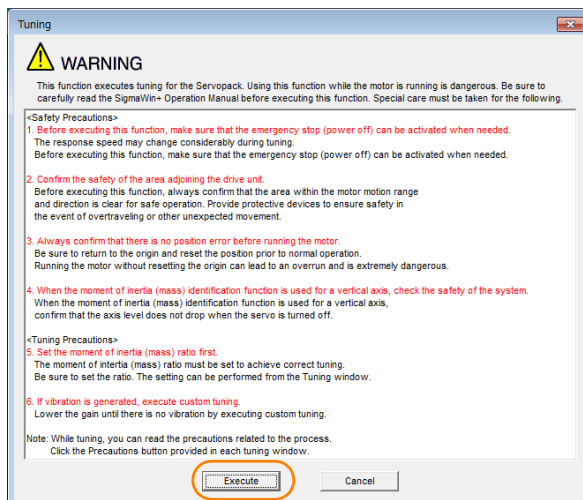 Tuning
WARNING
This function executes tuning for the Servopack. Using this function while the motor is running is dangerous. Be sure to
carefully read the SigmaWin+ Operation Manual before executing this function. Special care must be taken for the following.
<Safety Precautions>
1. Before executing this function, make sure that the emergency stop (power off) can be activated when needed.
The response speed may change considerably during tuning.
Before executing this function, make sure that the emergency stop (power off) can be activated when needed.
2. Confirm the safety of the area adjoining the drive unit.
Before executing this function, always confirm that the area within the motor motion range
and direction is clear for safe operation. Provide protective devices to ensure safety in
the event of overtraveling or other unexpected movement.
3. Always confirm that there is no position error before running the motor.
Be sure to return to the origin and reset the position prior to normal operation.
Running the motor without resetting the origin can lead to an overrun and is extremely dangerous.
4. When the moment of inertia (mass) identification function is used for a vertical axis, check the safety of the system.
When the moment of inertia (mass) identification function is used for a vertical axis,
confirm that the axis level does not drop when the servo is turned off.
<Tuning Precautions>
5. Set the moment of inertia (mass) ratio first.
The moment of intertia (mass) ratio must be set to achieve correct tuning.
Be sure to set the ratio. The setting can be performed from the Tuning window.
6. If vibration is generated, execute custom tuning.
Lower the gain until there is no vibration by executing custom tuning.
Note: While tuning, you can read the precautions related to the process.
Click the Precautions button provided in each tuning window.
Execute
Cancel